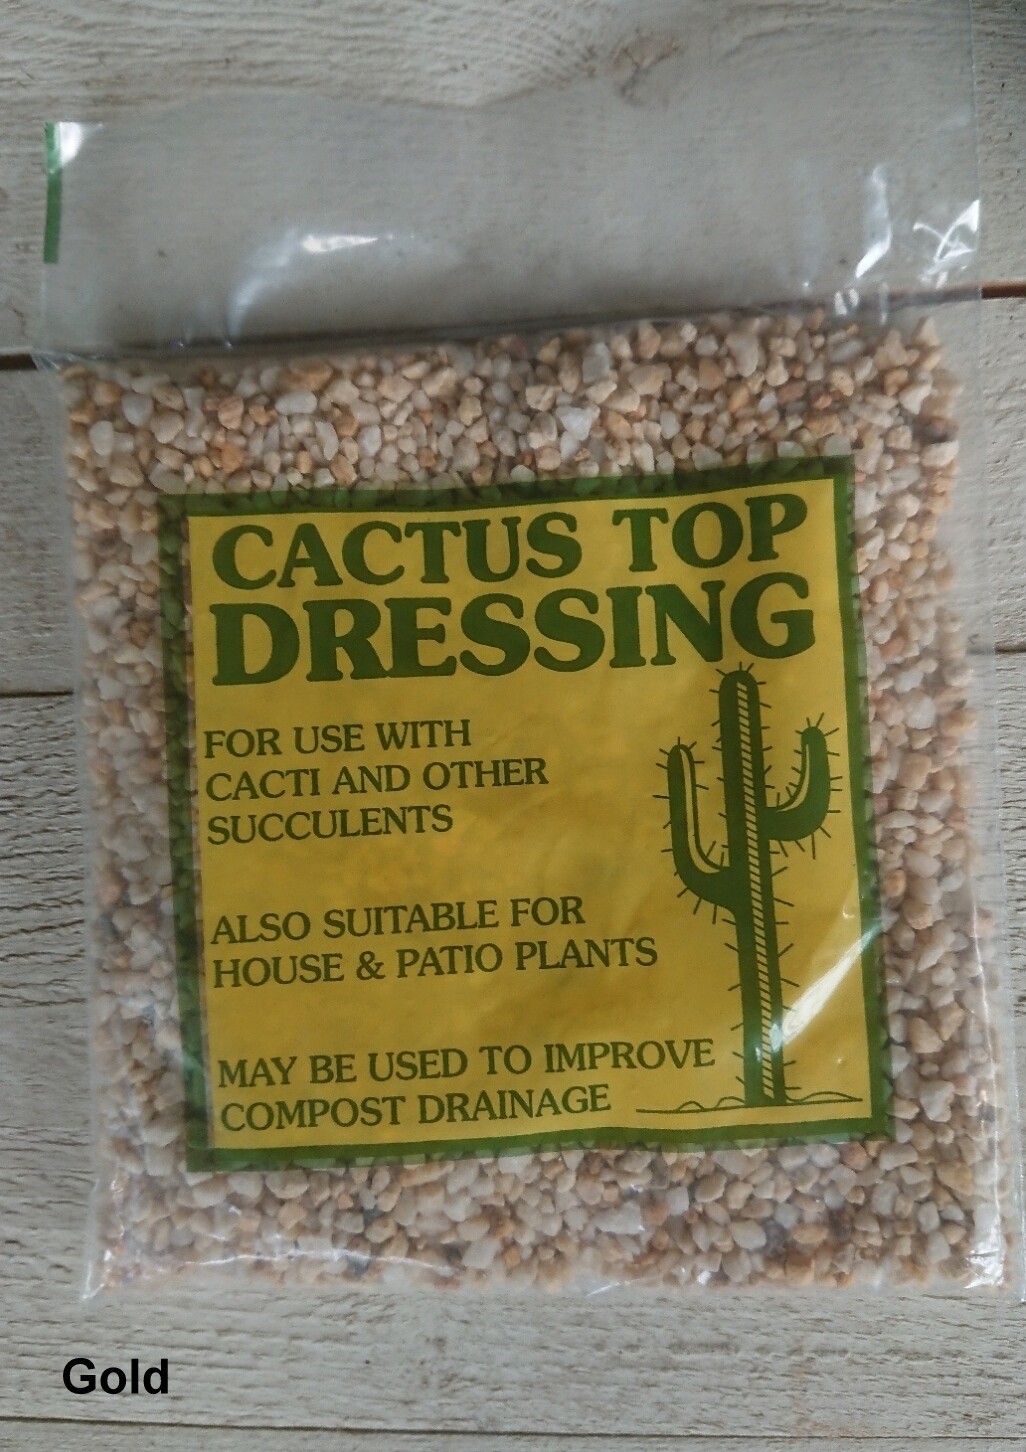 CACTUS TOP
DRESSING
FOR USE WITH
CACTI AND OTHER
SUCCULENTS
ALSO SUITABLE FOR
HOUSE & PATIO PLANTS
MAY BE USED TO IMPROVE
COMPOST DRAINAGE
Gold